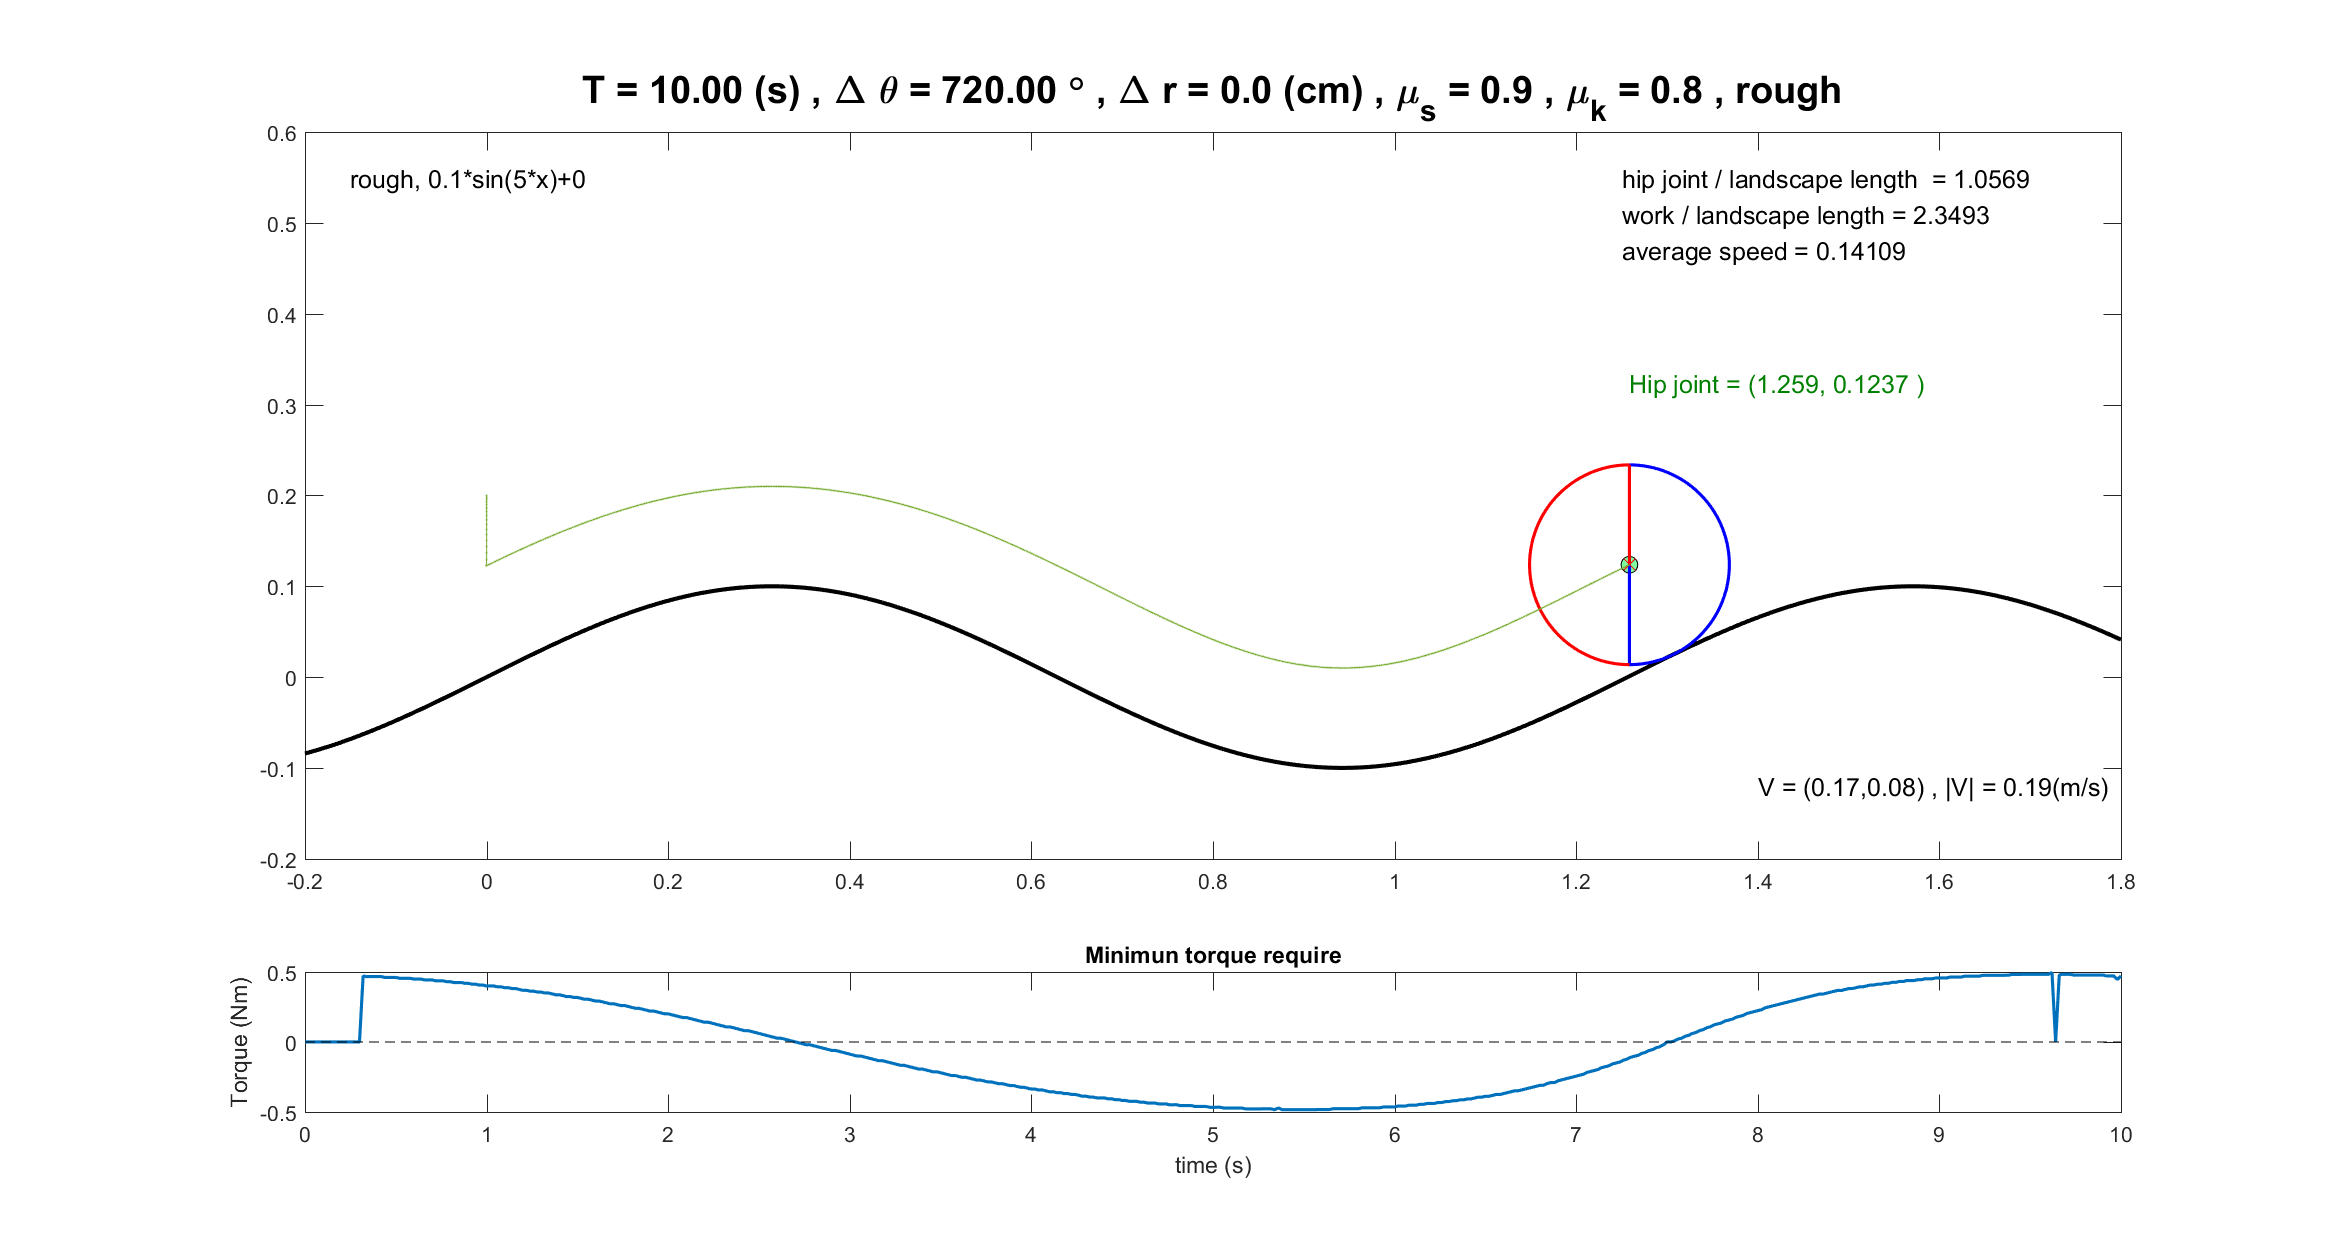 T = 10.00 (s) , Δ θ = 720.00 ° , Δ r = 0.0 (cm) , μs = 0.9 , μk = 0.8 , rough
0.6
0.5
0.4
0.3
0.2
0.1
0
-0.1
-0.2
rough, 0.1*sin(5*x)+0
hip joint / landscape length = 1.0569
work / landscape length = 2.3493
average speed = 0.14109
Hip joint = (1.259, 0.1237 )
V = (0.17,0.08) , |V| = 0.19(m/s)
-0.2 0 0.2 0.4 0.6 0.8 1 1.2 1.4 1.6 1.8
Minimun torque require
Torque (Nm)
0.5
0
-0.5
0 1 2 3 4 5 6 7 8 9 10
time (s)